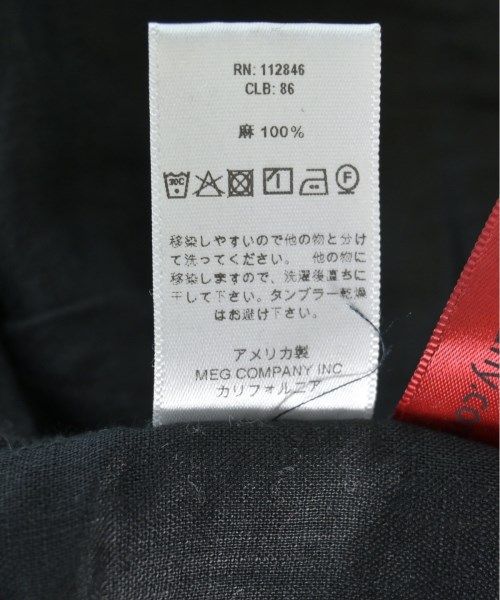 RN: 112846
CLB: 86
麻 100%
30C
F
移染しやすいので他の物と分け
て洗ってください。 他の物に
移染しますので、洗濯後直ちに
干して下さい。タンブラー乾燥
はお避け下さい。
アメリカ製
MEG COMPANY INC
カリフォルニア
ny.co